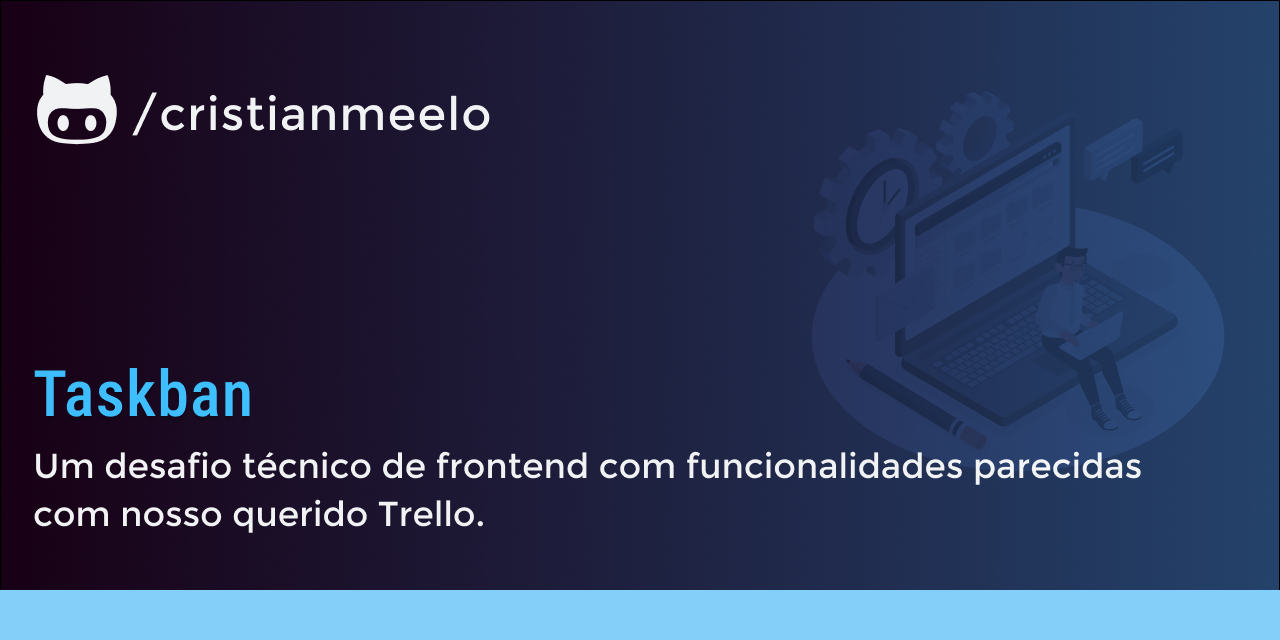 /cristianmeelo
Taskban
Um desafio técnico de frontend com funcionalidades parecidas
com nosso querido Trello.